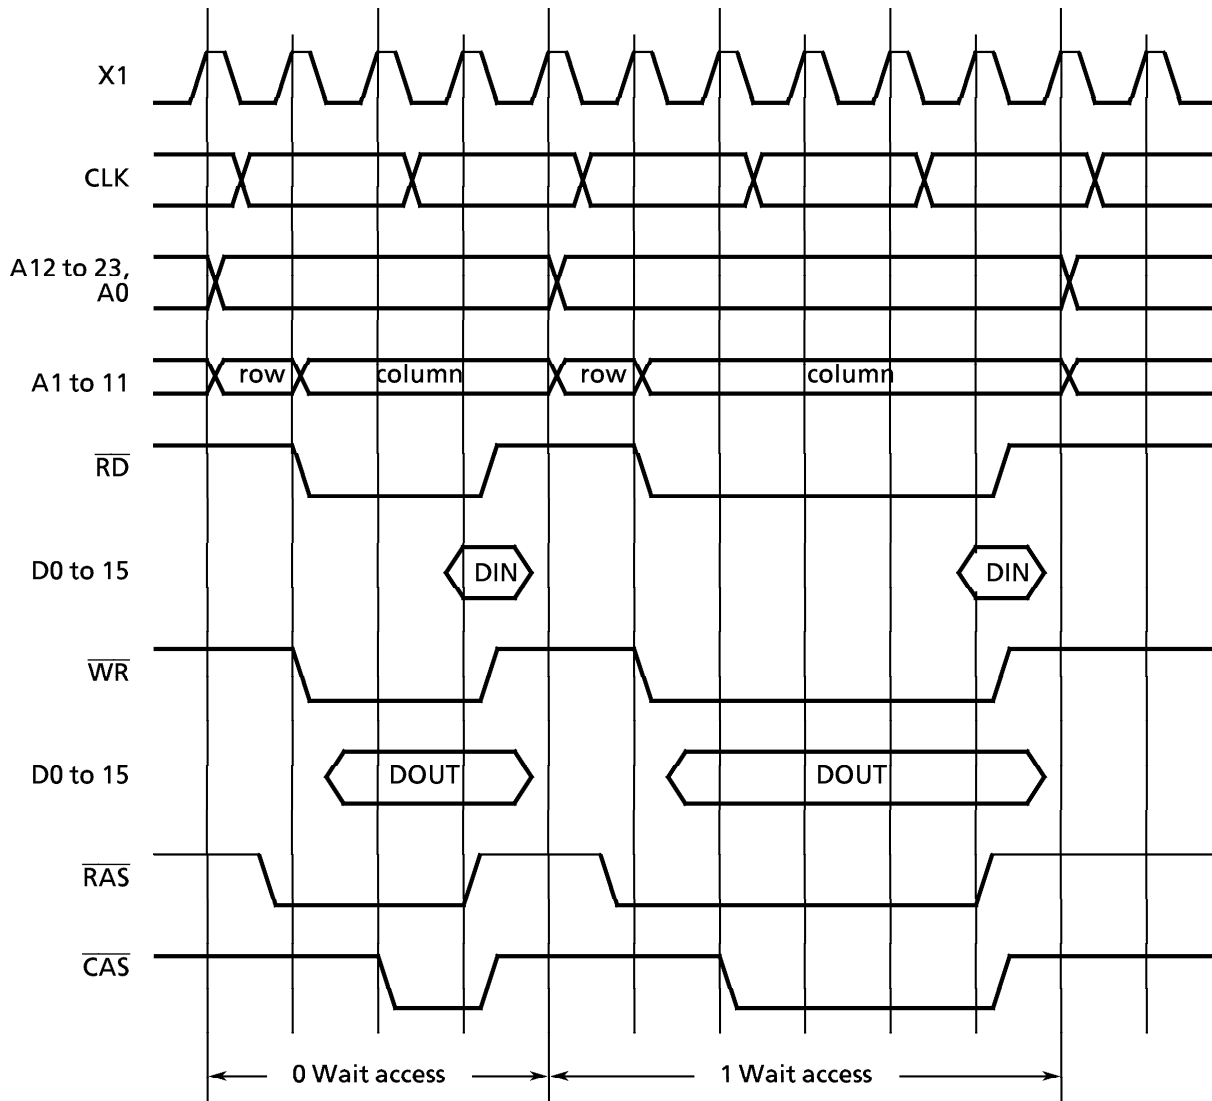 X1
CLK
A12 to 23,
A0
A1 to 11
row
column
row
column
RD
D0 to 15
DIN
DIN
WR
D0 to 15
DOUT
DOUT
RAS
CAS
0 Wait access
1 Wait access